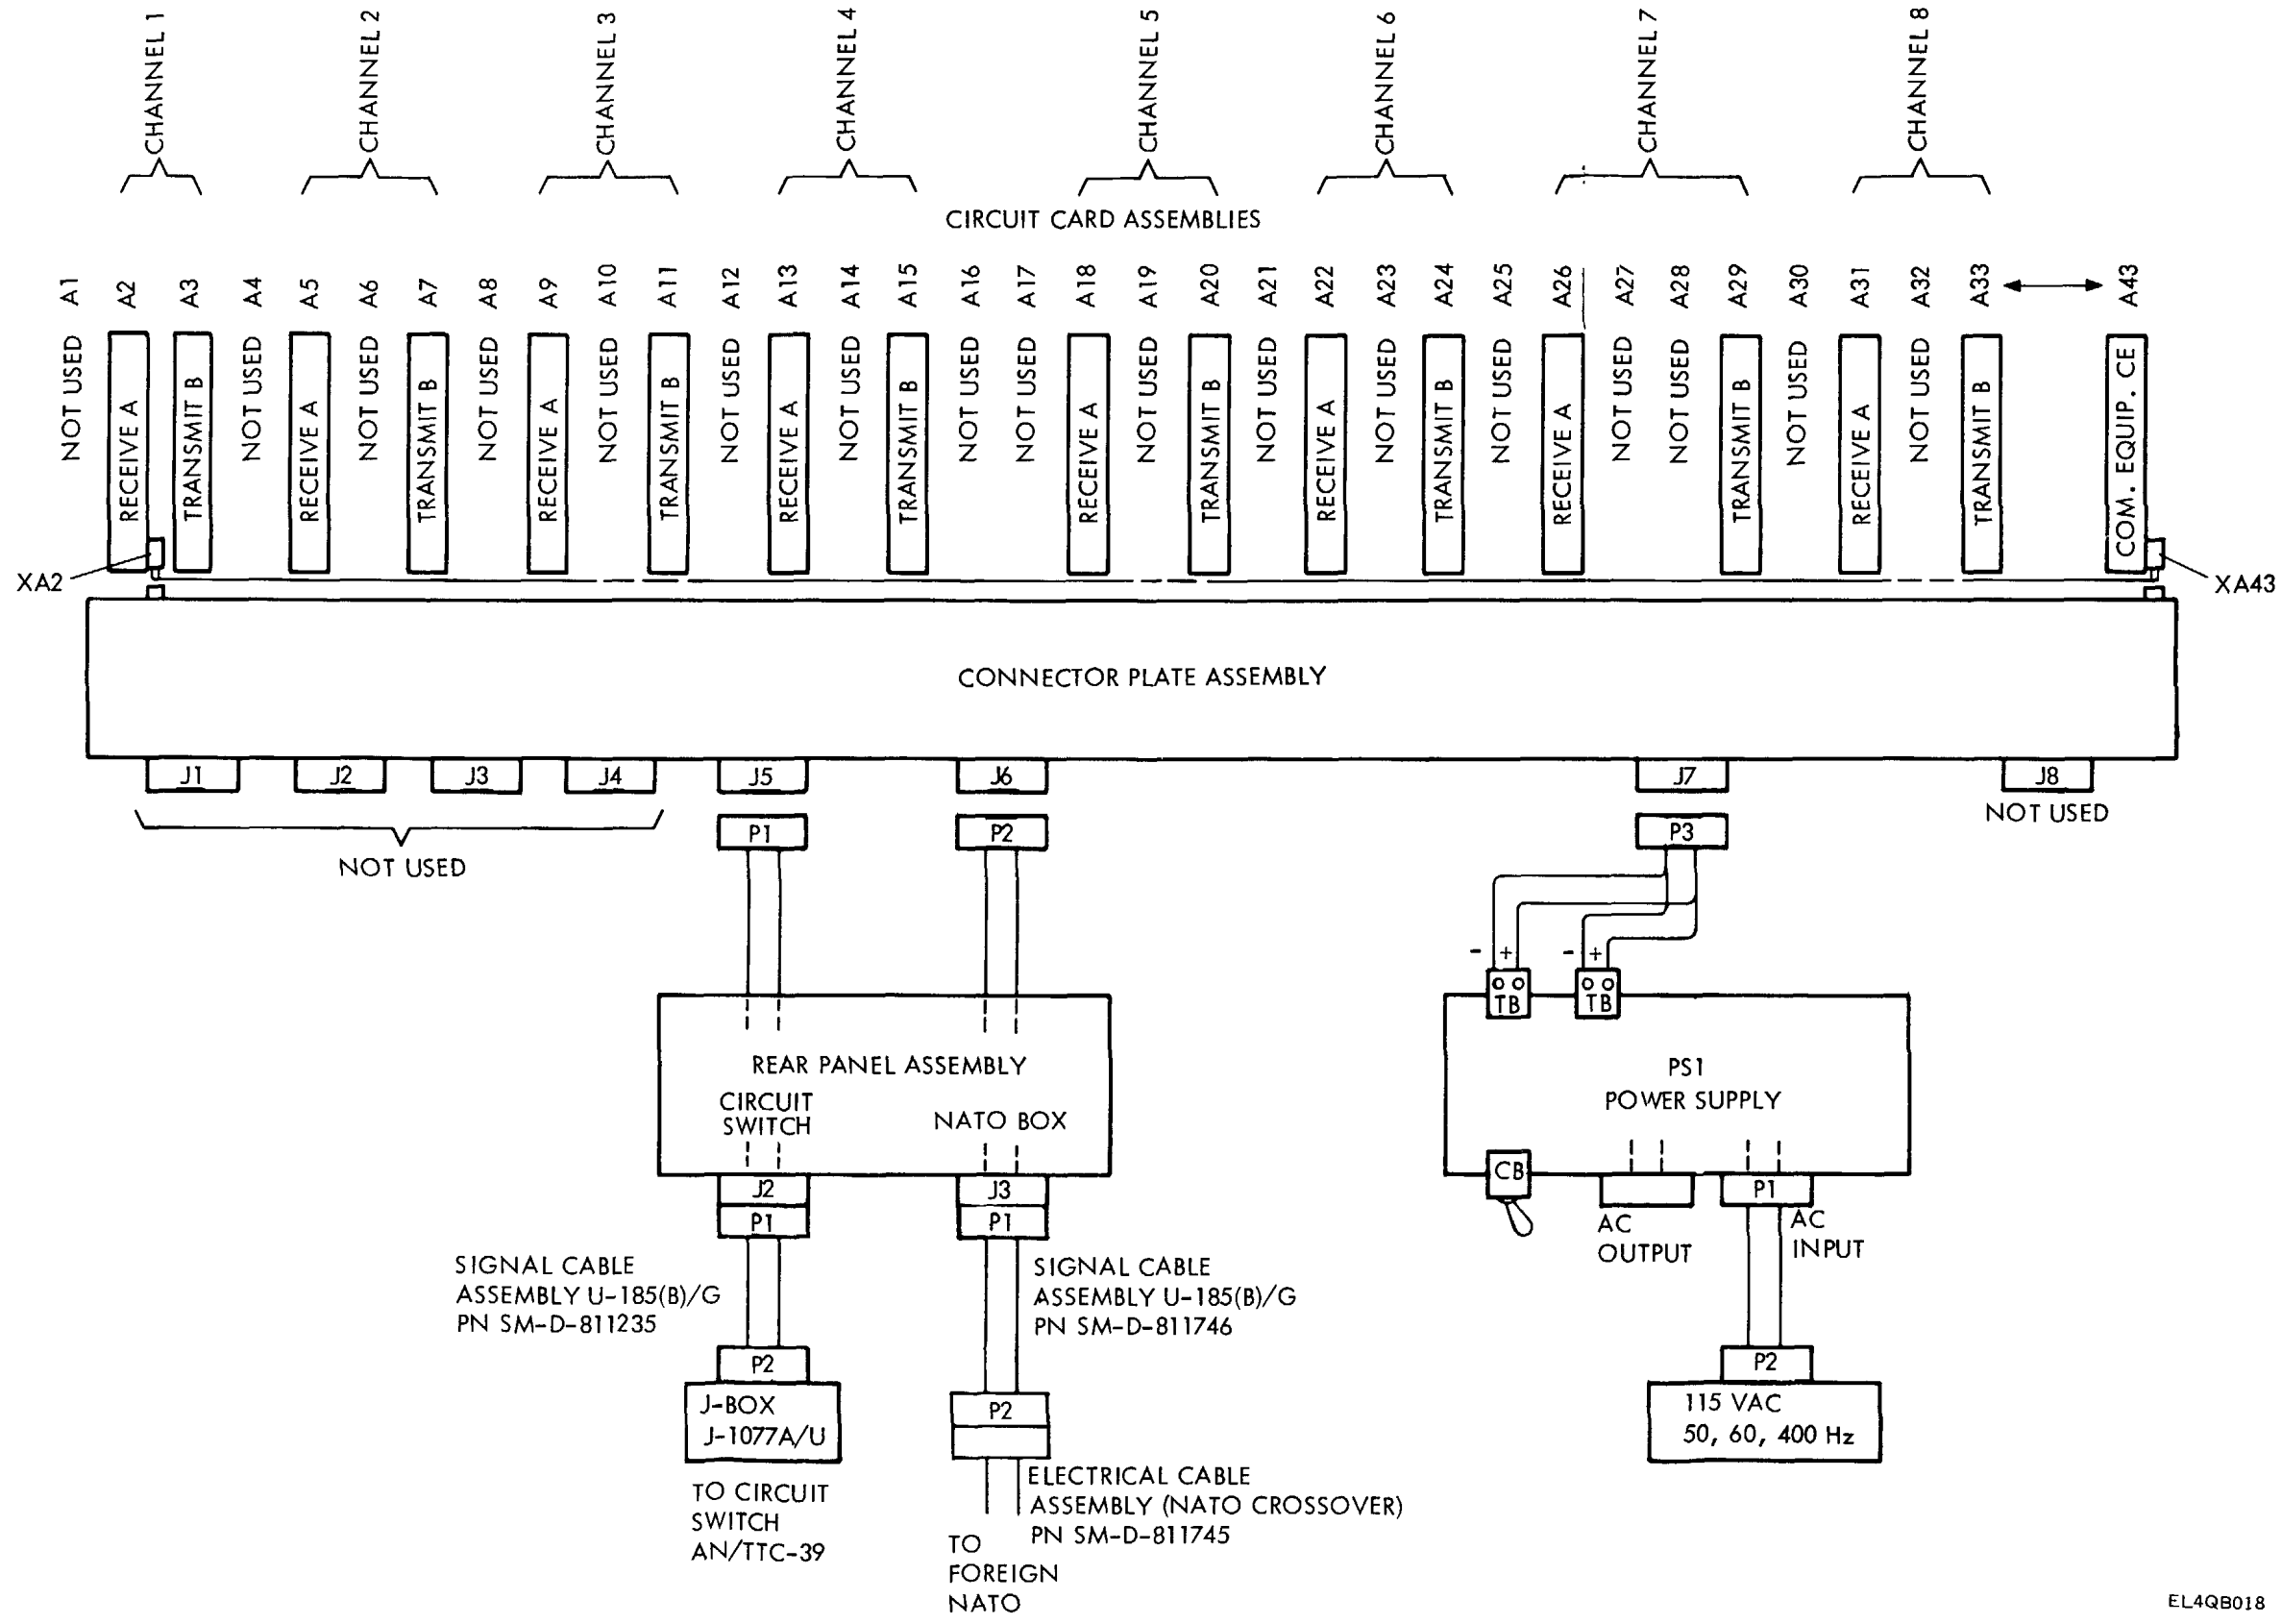 CHANNEL 1
CHANNEL 2
CHANNEL 3
CHANNEL 4
CHANNEL 5
CHANNEL 6
CHANNEL 7
CHANNEL 8
CIRCUIT CARD ASSEMBLIES
A1
A2
A3
A4
A5
A6
A7
A8
A9
A10
A11
A12
A13
A14
A15
A16
A17
A18
A19
A20
A21
A22
A23
A24
A25
A26
A27
A28
A29
A30
A31
A32
A33
A43
NOT USED
RECEIVE A
TRANSMIT B
NOT USED
RECEIVE A
NOT USED
TRANSMIT B
NOT USED
RECEIVE A
NOT USED
TRANSMIT B
NOT USED
RECEIVE A
NOT USED
TRANSMIT B
NOT USED
NOT USED
RECEIVE A
NOT USED
TRANSMIT B
NOT USED
RECEIVE A
NOT USED
TRANSMIT B
NOT USED
RECEIVE A
NOT USED
NOT USED
TRANSMIT B
NOT USED
RECEIVE A
NOT USED
TRANSMIT B
COM. EQUIP. CE
XA2
XA43
CONNECTOR PLATE ASSEMBLY
J1
J2
J3
J4
J5
J6
J7
J8
NOT USED
P1
P2
P3
NOT USED
- +
- +
TB
TB
REAR PANEL ASSEMBLY
CIRCUIT
SWITCH
NATO BOX
PS1
POWER SUPPLY
J2
P1
J3
P1
CB
P1
AC
OUTPUT
AC
INPUT
SIGNAL CABLE
ASSEMBLY U-185(B)/G
PN SM-D-811235
SIGNAL CABLE
ASSEMBLY U-185(B)/G
PN SM-D-811746
P2
J-BOX
J-1077A/U
P2
P2
115 VAC
50, 60, 400 Hz
TO CIRCUIT
SWITCH
AN/TTC-39
ELECTRICAL CABLE
ASSEMBLY (NATO CROSSOVER)
PN SM-D-811745
TO
FOREIGN
NATO
EL4QB018